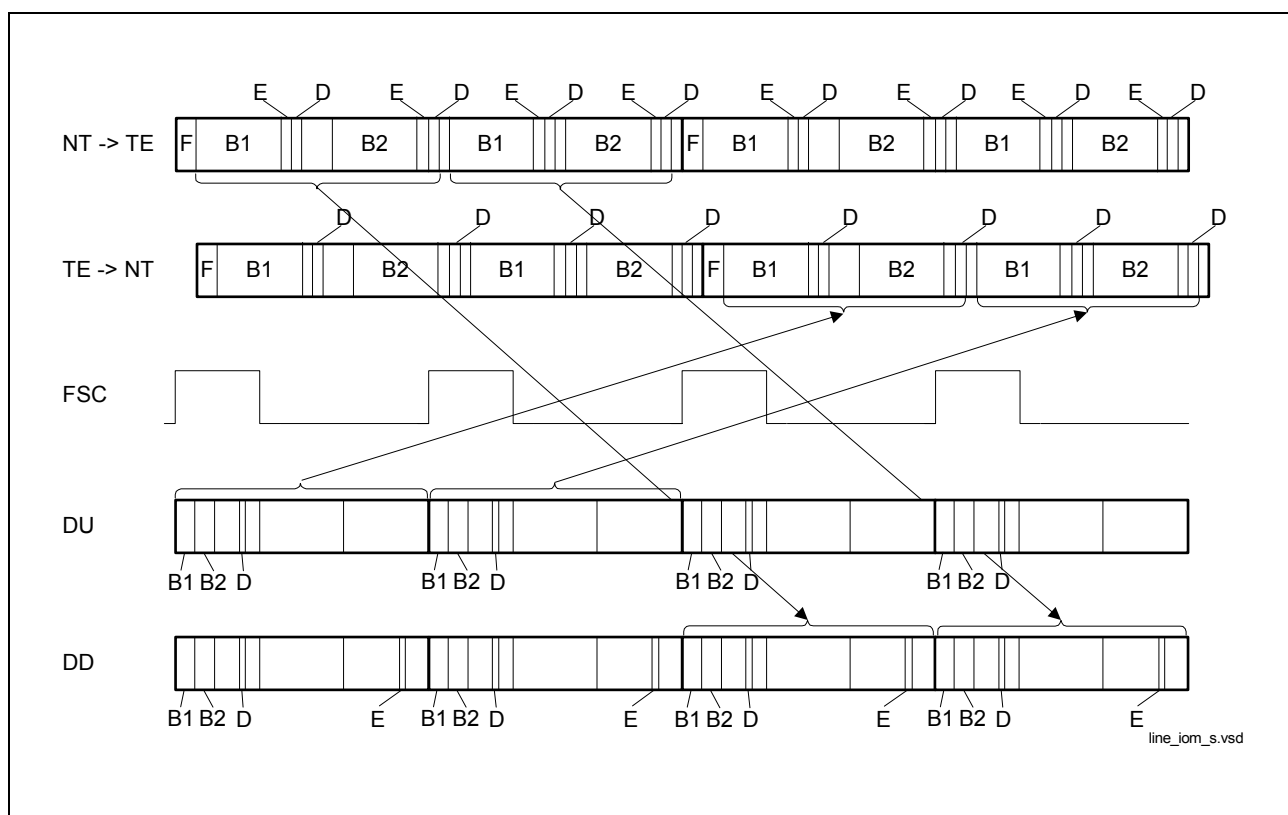 E D E D E D E D E D E D E D E D
NT -> TE F B1 B2 B1 B2 F B1 B2 B1 B2
D D D D D D D D
TE -> NT F B1 B2 B1 B2 F B1 B2 B1 B2
FSC
DU
B1 B2 D B1 B2 D B1 B2 D B1 B2 D
DD
B1 B2 D E B1 B2 D E B1 B2 D E B1 B2 D E
line_iom_s.vsd